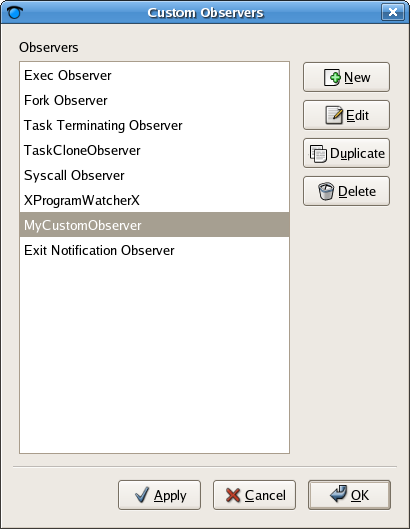 Custom Observers
Observers
Exec Observer
Fork Observer
Task Terminating Observer
TaskCloneObserver
Syscall Observer
XProgramWatcherX
MyCustomObserver
Exit Notification Observer
New
Edit
Duplicate
Delete
Apply
Cancel
OK